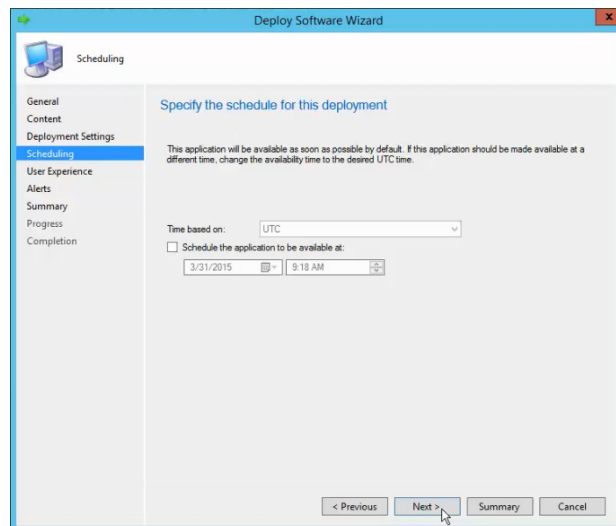 Deploy Software Wizard
x
Scheduling
General
Content
Deployment Settings
Scheduling
User Experience
Alerts
Summary
Progress
Completion
Specify the schedule for this deployment
This application will be available as soon as possible by default. If this application should be made available at a
different time, change the availability time to the desired UTC time.
Time based on: UTC
Schedule the application to be available at:
3/31/2015 9:18 AM
< Previous Next > Summary Cancel